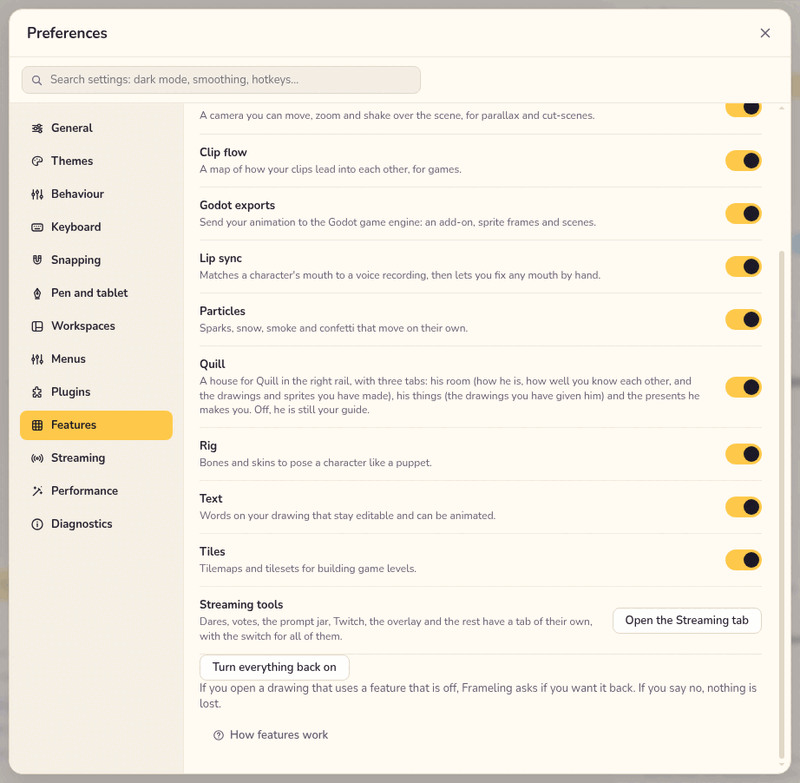 Preferences
Search settings: dark mode, smoothing, hotkeys...
General
Themes
Behaviour
Keyboard
Snapping
Pen and tablet
Workspaces
Menus
Plugins
Features
Streaming
Performance
Diagnostics
A camera you can move, zoom and shake over the scene, for parallax and cut-scenes.
Clip flow
A map of how your clips lead into each other, for games.
Godot exports
Send your animation to the Godot game engine: an add-on, sprite frames and scenes.
Lip sync
Matches a character's mouth to a voice recording, then lets you fix any mouth by hand.
Particles
Sparks, snow, smoke and confetti that move on their own.
Quill
A house for Quill in the right rail, with three tabs: his room (how he is, how well you know each other, and
the drawings and sprites you have made), his things (the drawings you have given him) and the presents he
makes you. Off, he is still your guide.
Rig
Bones and skins to pose a character like a puppet.
Text
Words on your drawing that stay editable and can be animated.
Tiles
Tilemaps and tilesets for building game levels.
Streaming tools
Dares, votes, the prompt jar, Twitch, the overlay and the rest have a tab of their own,
with the switch for all of them.
Open the Streaming tab
Turn everything back on
If you open a drawing that uses a feature that is off, Frameling asks if you want it back. If you say no, nothing is
lost.
How features work